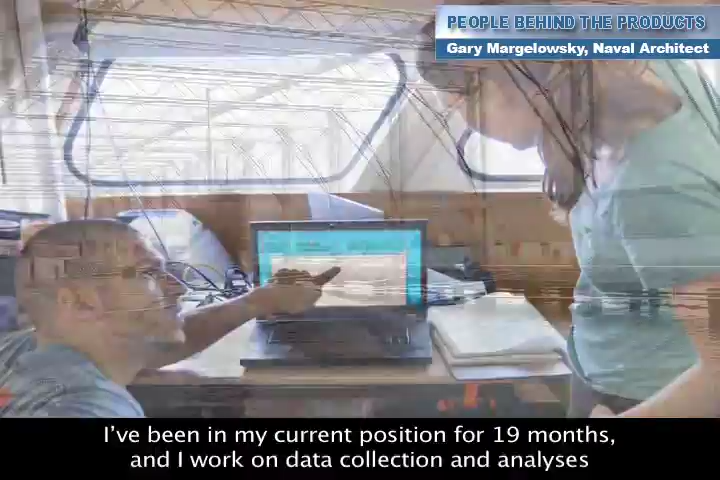 PEOPLE BEHIND THE PRODUCTS
Gary Margelowsky, Naval Architect
I've been in my current position for 19 months,
and I work on data collection and analyses